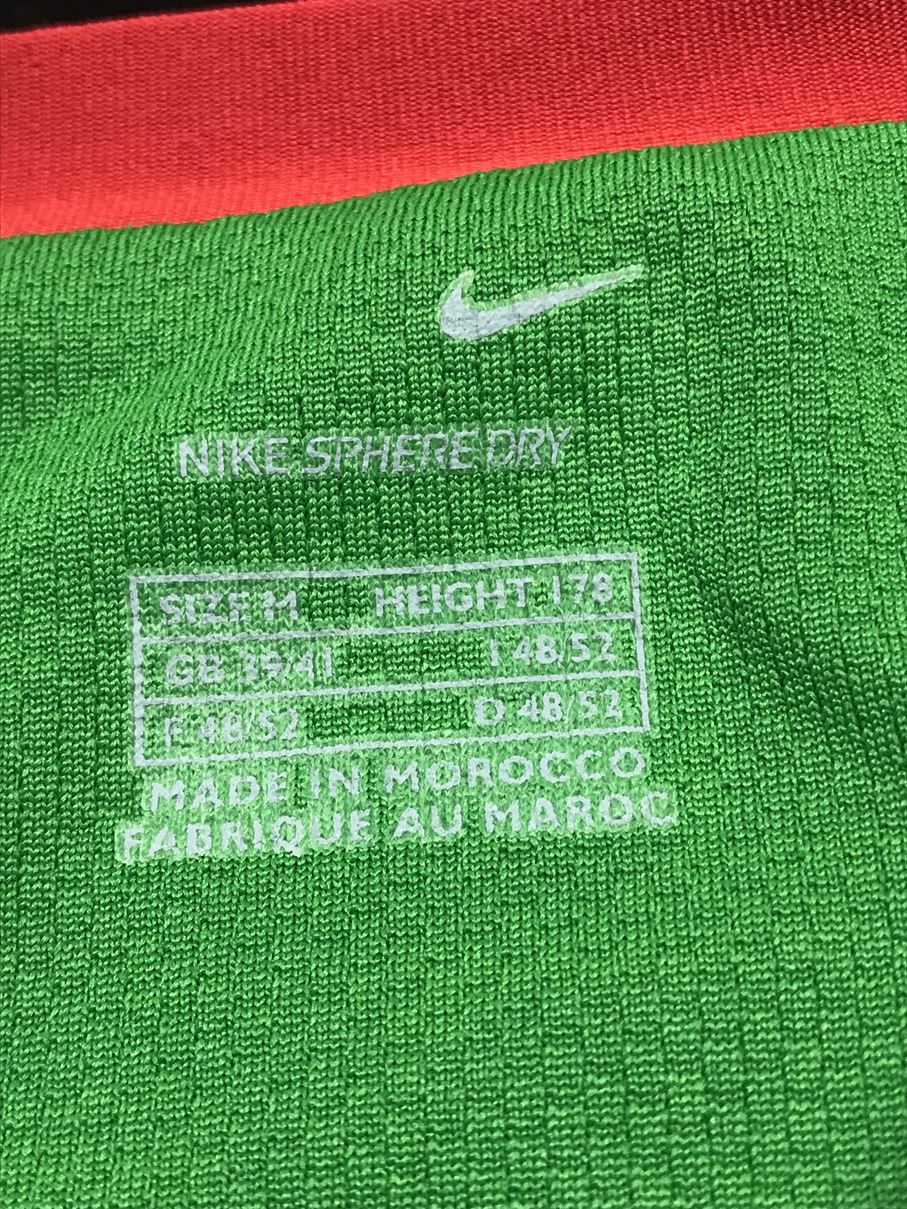 NIKE SPHERE DRY
SIZE M HEIGHT 178
GB 39/41 I 48/52
F 48/52 D 48/52
MADE IN MOROCCO
FABRIQUE AU MAROC